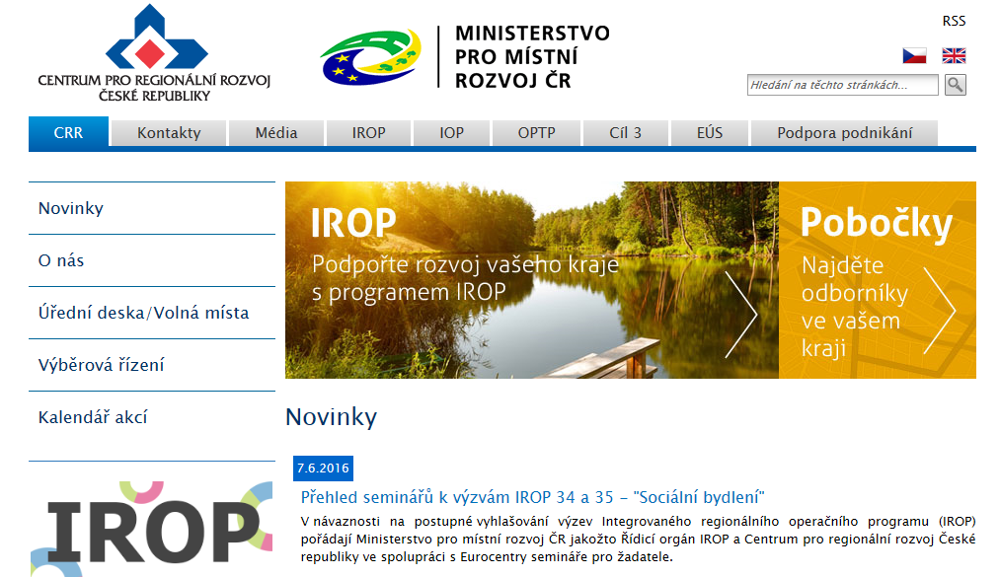 CENTRUM PRO REGIONÁLNÍ ROZVOJ
ČESKÉ REPUBLIKY
MINISTERSTVO
PRO MÍSTNÍ
ROZVOJ ČR
RSS
Hledání na těchto stránkách...
CRR
Kontakty
Média
IROP
IOP
OPTP
Cíl 3
EÚS
Podpora podnikání
Novinky
O nás
Úřední deska/Volná místa
Výběrová řízení
Kalendář akcí
IROP
Podpořte rozvoj vašeho kraje
s programem IROP
Pobočky
Najděte
odborníky
ve vašem
kraji
Novinky
7.6.2016
Přehled seminářů k výzvám IROP 34 a 35 - "Sociální bydlení"
V návaznosti na postupné vyhlašování výzev Integrovaného regionálního operačního programu (IROP)
pořádají Ministerstvo pro místní rozvoj ČR jakožto Řídicí orgán IROP a Centrum pro regionální rozvoj České
republiky ve spolupráci s Eurocentry semináře pro žadatele.
IROP